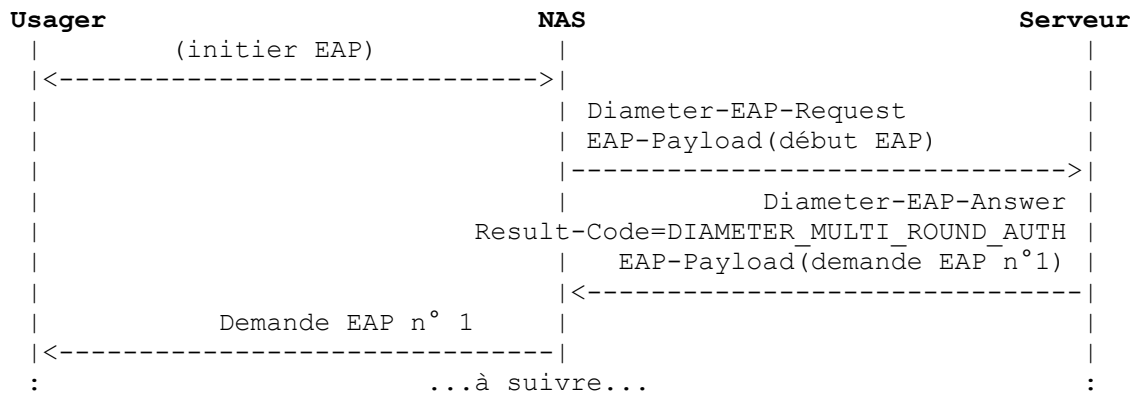 Usager NAS Serveur
| (initier EAP) | |
|<------------------------------>| |
| | Diameter-EAP-Request |
| | EAP-Payload(début EAP) |
| |------------------------------->|
| | Diameter-EAP-Answer |
| Result-Code=DIAMETER_MULTI_ROUND_AUTH |
| | EAP-Payload(demande EAP n°1) |
| |<-------------------------------|
| Demande EAP n° 1 | |
|<-------------------------------| |
: ...à suivre... :